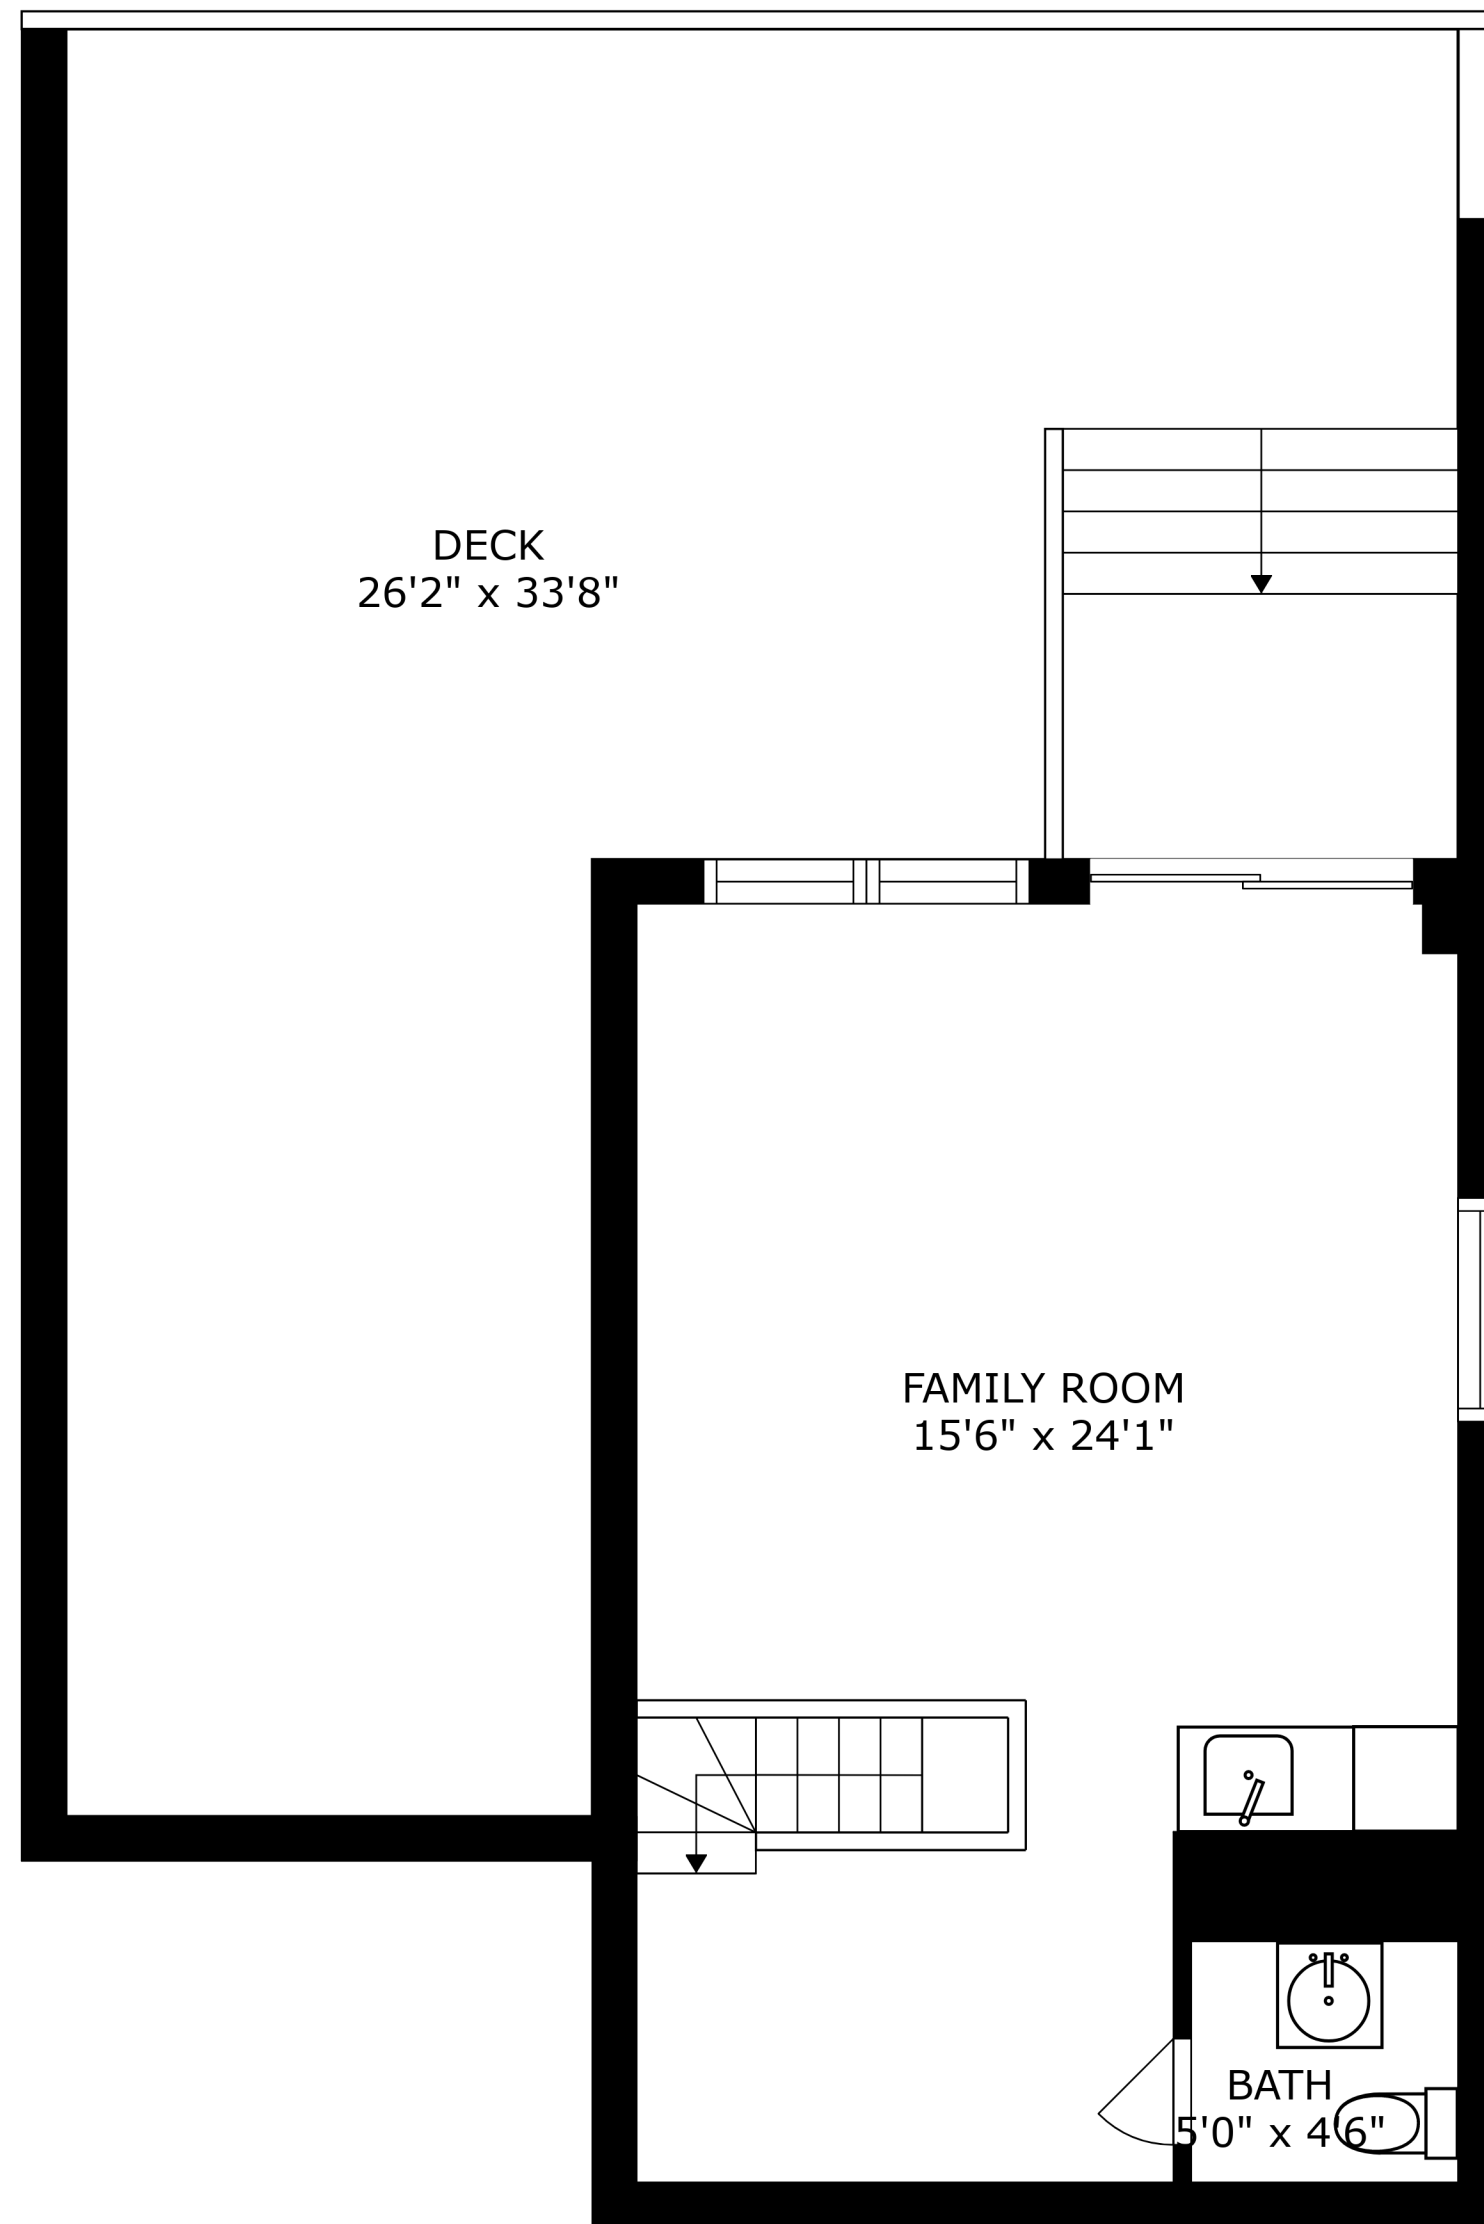 DECK
26'2" x 33'8"
FAMILY ROOM
15'6" x 24'1"
BATH
5'0" x 4'6"